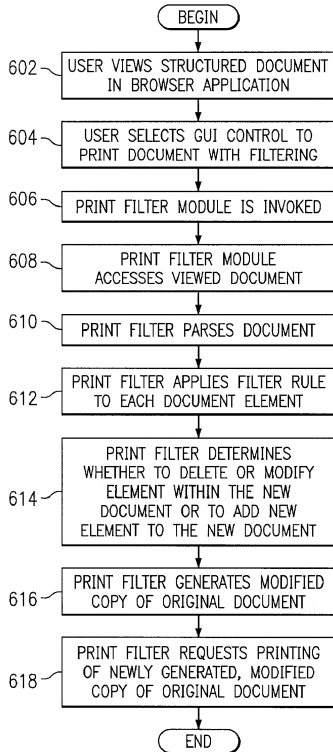 BEGIN
602
USER VIEWS STRUCTURED DOCUMENT
IN BROWSER APPLICATION
604
USER SELECTS GUI CONTROL TO
PRINT DOCUMENT WITH FILTERING
606
PRINT FILTER MODULE IS INVOKED
608
PRINT FILTER MODULE
ACCESSES VIEWED DOCUMENT
610
PRINT FILTER PARSES DOCUMENT
612
PRINT FILTER APPLIES FILTER RULE
TO EACH DOCUMENT ELEMENT
614
PRINT FILTER DETERMINES
WHETHER TO DELETE OR MODIFY
ELEMENT WITHIN THE NEW
DOCUMENT OR TO ADD NEW
ELEMENT TO THE NEW DOCUMENT
616
PRINT FILTER GENERATES MODIFIED
COPY OF ORIGINAL DOCUMENT
618
PRINT FILTER REQUESTS PRINTING
OF NEWLY GENERATED, MODIFIED
COPY OF ORIGINAL DOCUMENT
END